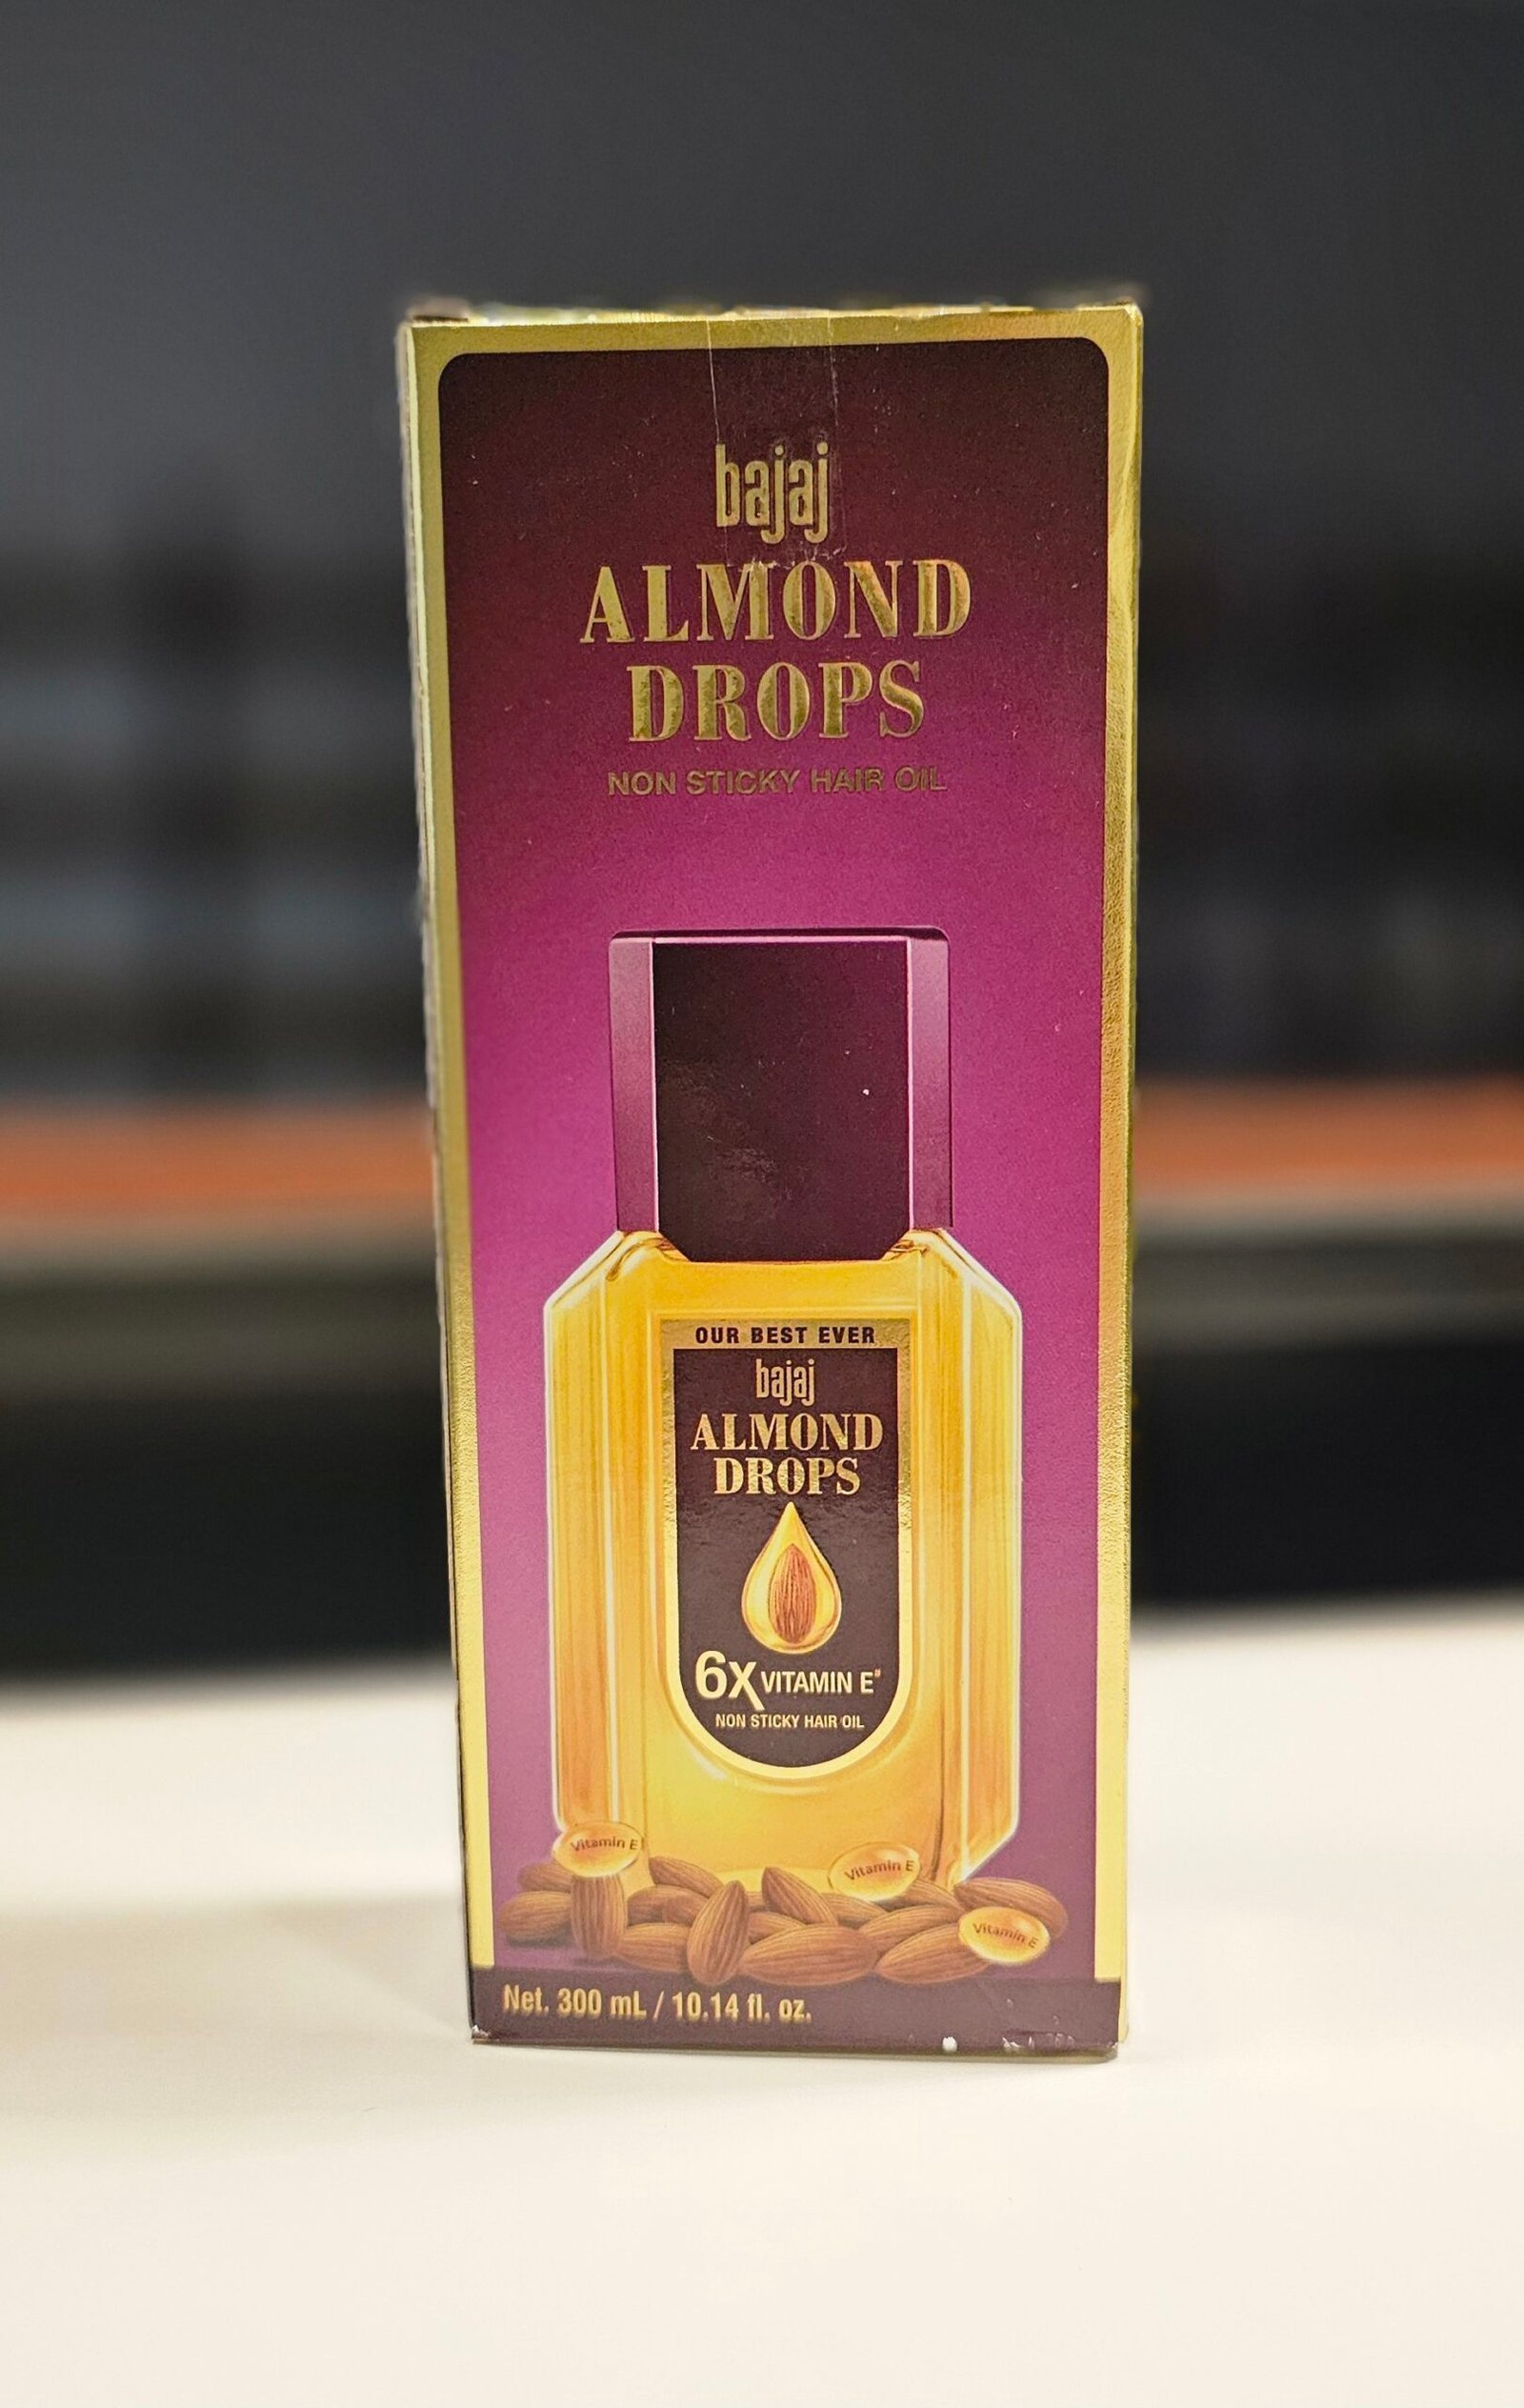 bajaj
ALMOND
DROPS
NON STICKY HAIR OIL
OUR BEST EVER
bajaj
ALMOND
DROPS
6X VITAMIN E#
NON STICKY HAIR OIL
Vitamin E
Vitamin E
Vitamin E
Net. 300 mL / 10.14 fl. oz.